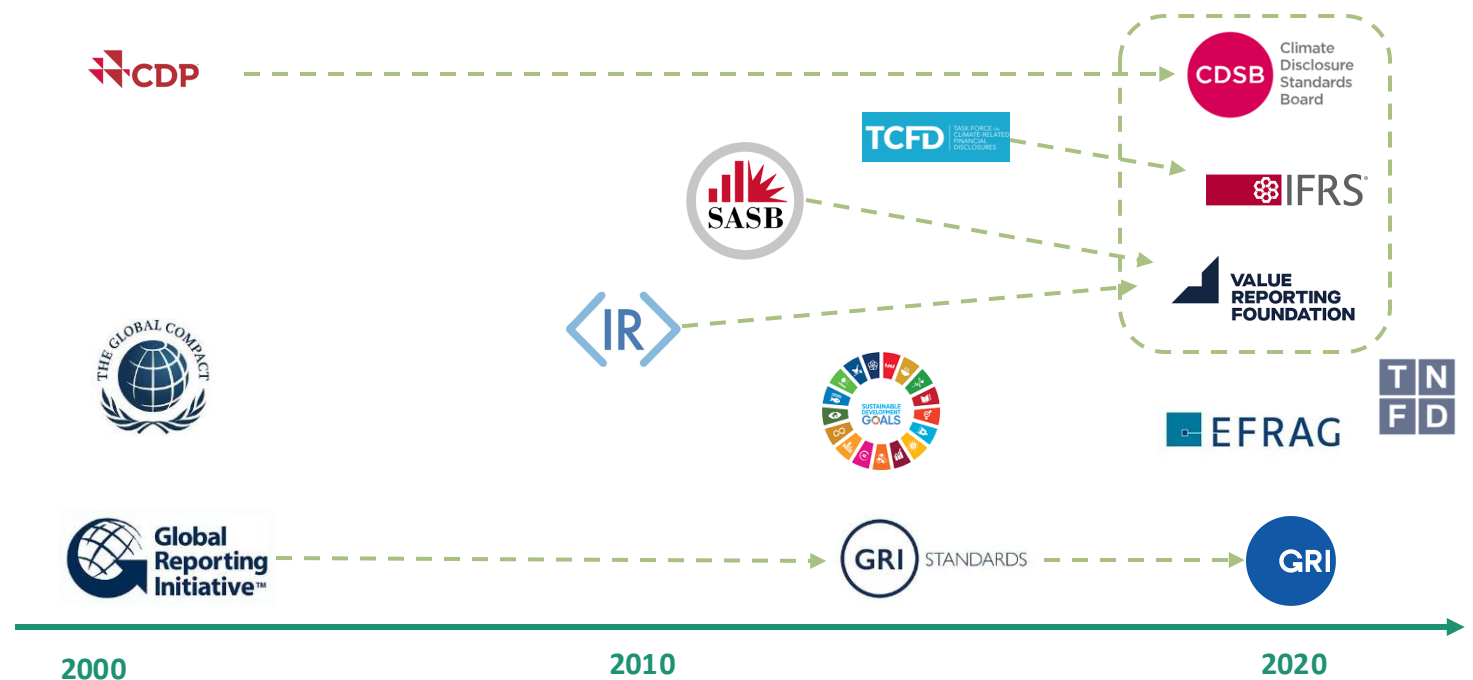 CDP
CDSB
Climate
Disclosure
Standards
Board
TCFD
TASK FORCE ON
CLIMATE-RELATED
FINANCIAL
DISCLOSURES
IFRS
SASB
VALUE
REPORTING
FOUNDATION
IR
THE GLOBAL COMPACT
SUSTAINABLE
DEVELOPMENT
GOALS
T N
F D
EFRAG
Global
Reporting
Initiative™
GRI STANDARDS
GRI
2000
2010
2020